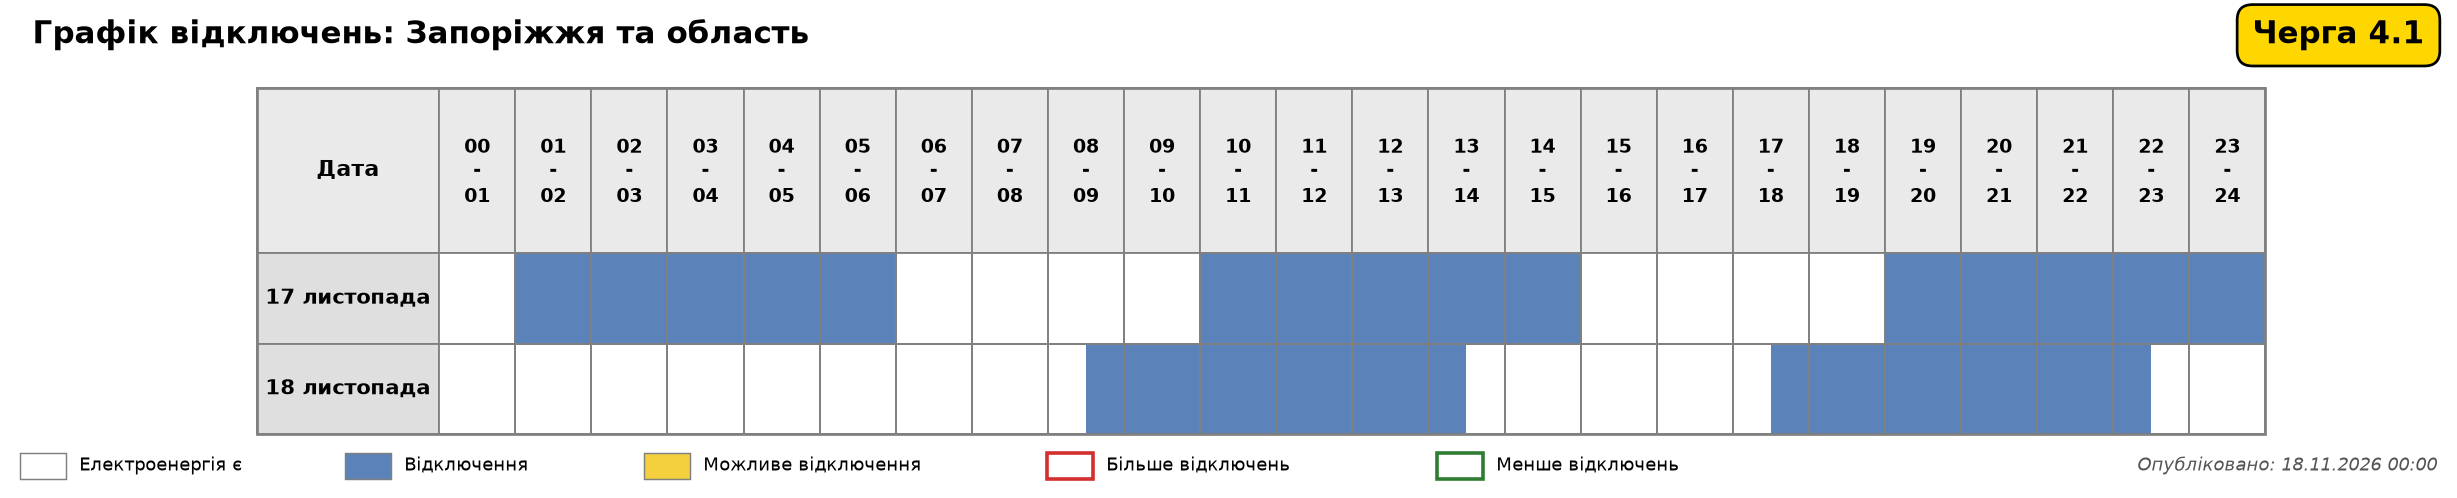 Графік відключень: Запоріжжя та область
Черга 4.1
Дата 00 - 01 01 - 02 02 - 03 03 - 04 04 - 05 05 - 06 06 - 07 07 - 08 08 - 09 09 - 10 10 - 11 11 - 12 12 - 13 13 - 14 14 - 15 15 - 16 16 - 17 17 - 18 18 - 19 19 - 20 20 - 21 21 - 22 22 - 23 23 - 24
17 листопада
18 листопада
Електроенергія є Відключення Можливе відключення Більше відключень Менше відключень
Опубліковано: 18.11.2026 00:00